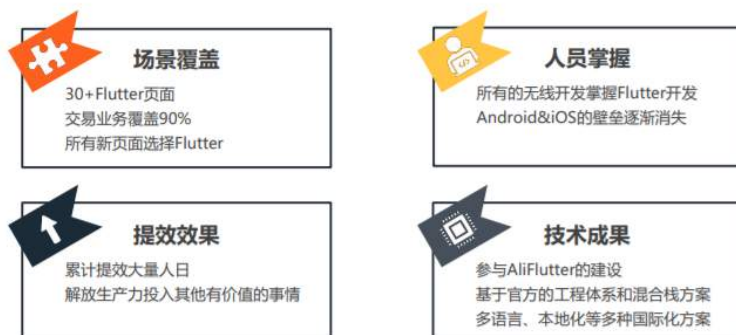 场景覆盖
30+Flutter页面
交易业务覆盖90%
所有新页面选择Flutter
人员掌握
所有的无线开发掌握Flutter开发
Android&iOS的壁垒逐渐消失
提效效果
累计提效大量人日
解放生产力投入其他有价值的事情
技术成果
参与AliFlutter的建设
基于官方的工程体系和混合栈方案
多语言、本地化等多种国际化方案